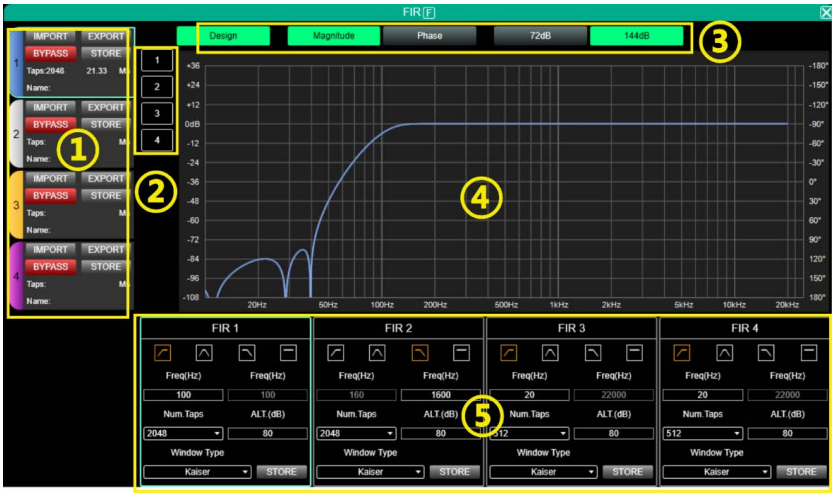 FIR F
Design Magnitude Phase 72dB 144dB
③
IMPORT EXPORT
BYPASS STORE
1
Taps:2048 21.33 Ms
Name:
IMPORT EXPORT
BYPASS STORE
2
Taps:
Name:
①
IMPORT EXPORT
BYPASS STORE
3
Taps:
Name:
IMPORT EXPORT
BYPASS STORE
4
Taps:
Name:
1
2
3
4
②
+36
+24
+12
0dB
-12
-24
-36
-48
-60
-72
-84
-96
-108
④
-180°
-150°
-120°
-90°
-60°
-30°
0°
30°
60°
90°
120°
150°
180°
20Hz 50Hz 100Hz 200Hz 500Hz 1kHz 2kHz 5kHz 10kHz 20kHz
FIR 1
Freq(Hz) Freq(Hz)
100 100
Num.Taps ALT.(dB)
2048 80
Window Type
Kaiser STORE
FIR 2
Freq(Hz) Freq(Hz)
160 1600
Num.Taps ALT.(dB)
2048 80
Window Type
Kaiser STORE
⑤
FIR 3
Freq(Hz) Freq(Hz)
20 22000
Num.Taps ALT.(dB)
512 80
Window Type
Kaiser STORE
FIR 4
Freq(Hz) Freq(Hz)
20 22000
Num.Taps ALT.(dB)
512 80
Window Type
Kaiser STORE